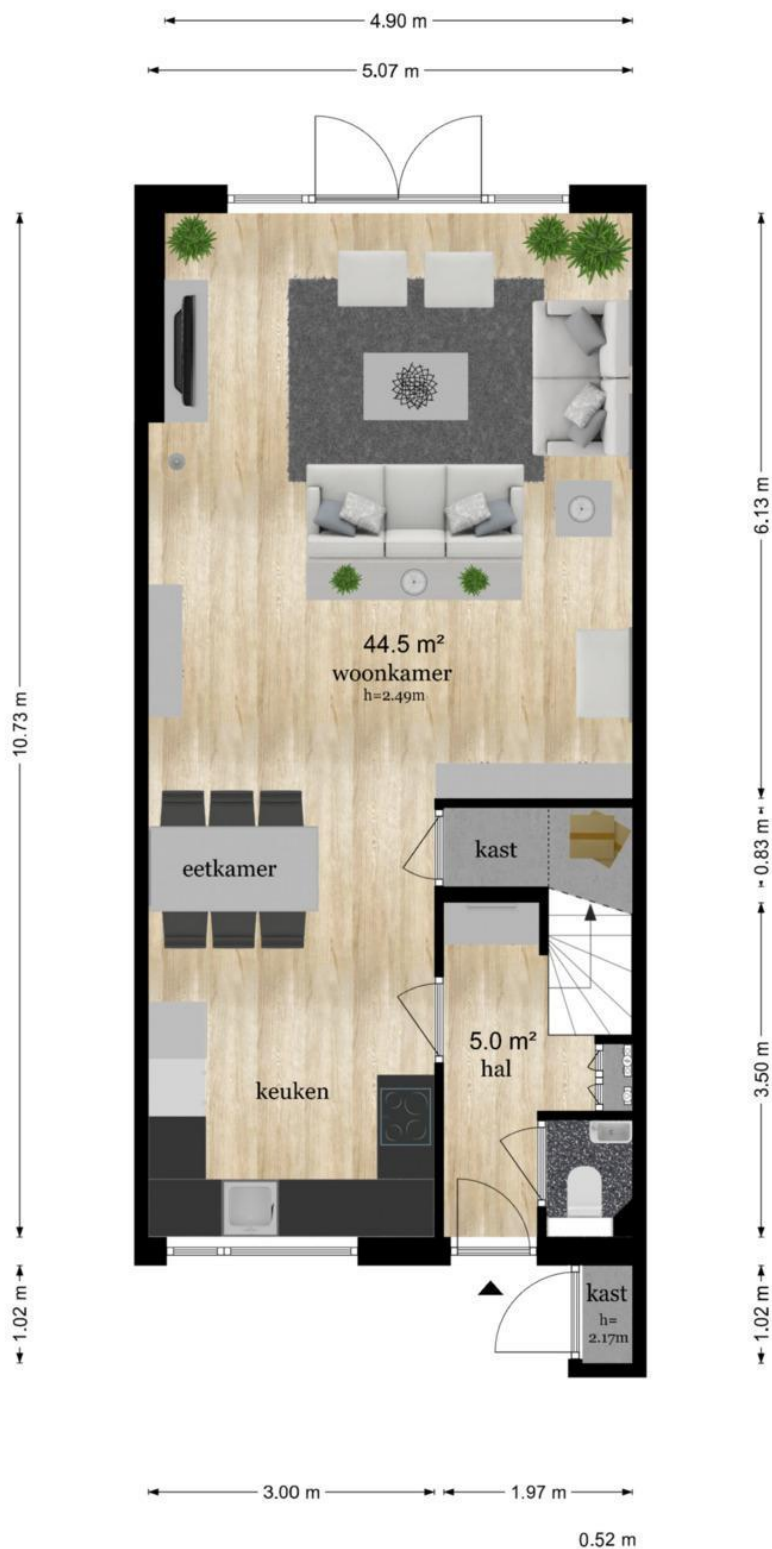 4.90 m
5.07 m
10.73 m
6.13 m
44.5 m²
woonkamer
h=2.49m
eetkamer
kast
0.83 m
5.0 m²
hal
keuken
3.50 m
1.02 m
kast
h=
2.17m
1.02 m
3.00 m
1.97 m
0.52 m